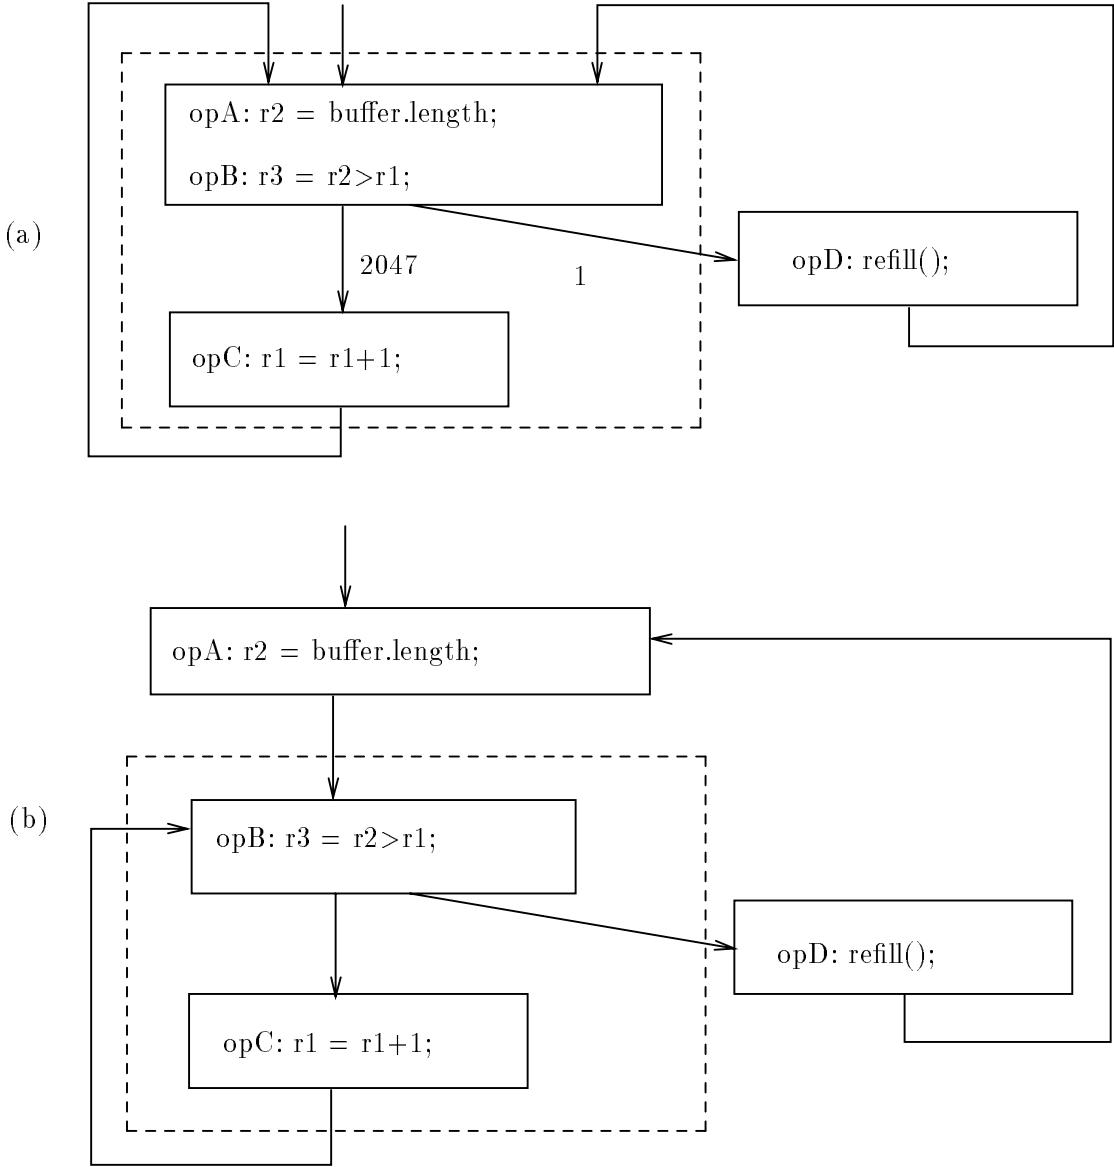 opA: r2 = buffer.length;
opB: r3 = r2>r1;
(a)
opD: refill();
2047
1
opC: r1 = r1+1;
opA: r2 = buffer.length;
(b)
opB: r3 = r2>r1;
opD: refill();
opC: r1 = r1+1;